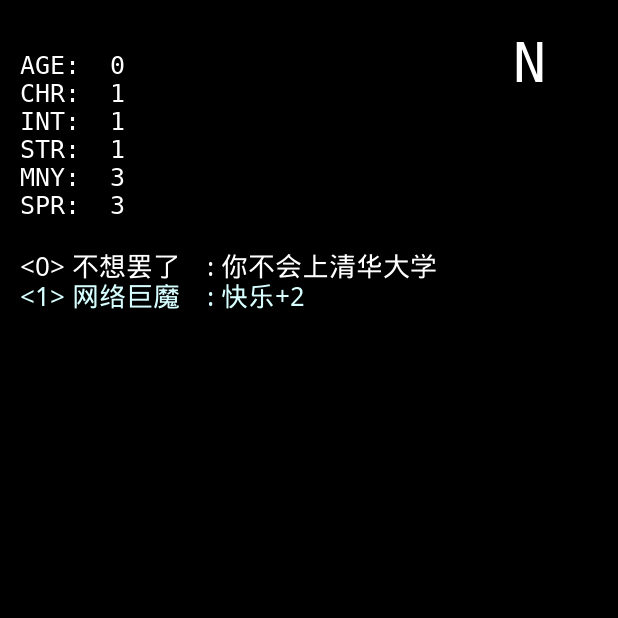 N
AGE: 0
CHR: 1
INT: 1
STR: 1
MNY: 3
SPR: 3
<0> 不想罢了 : 你不会上清华大学
<1> 网络巨魔 : 快乐+2